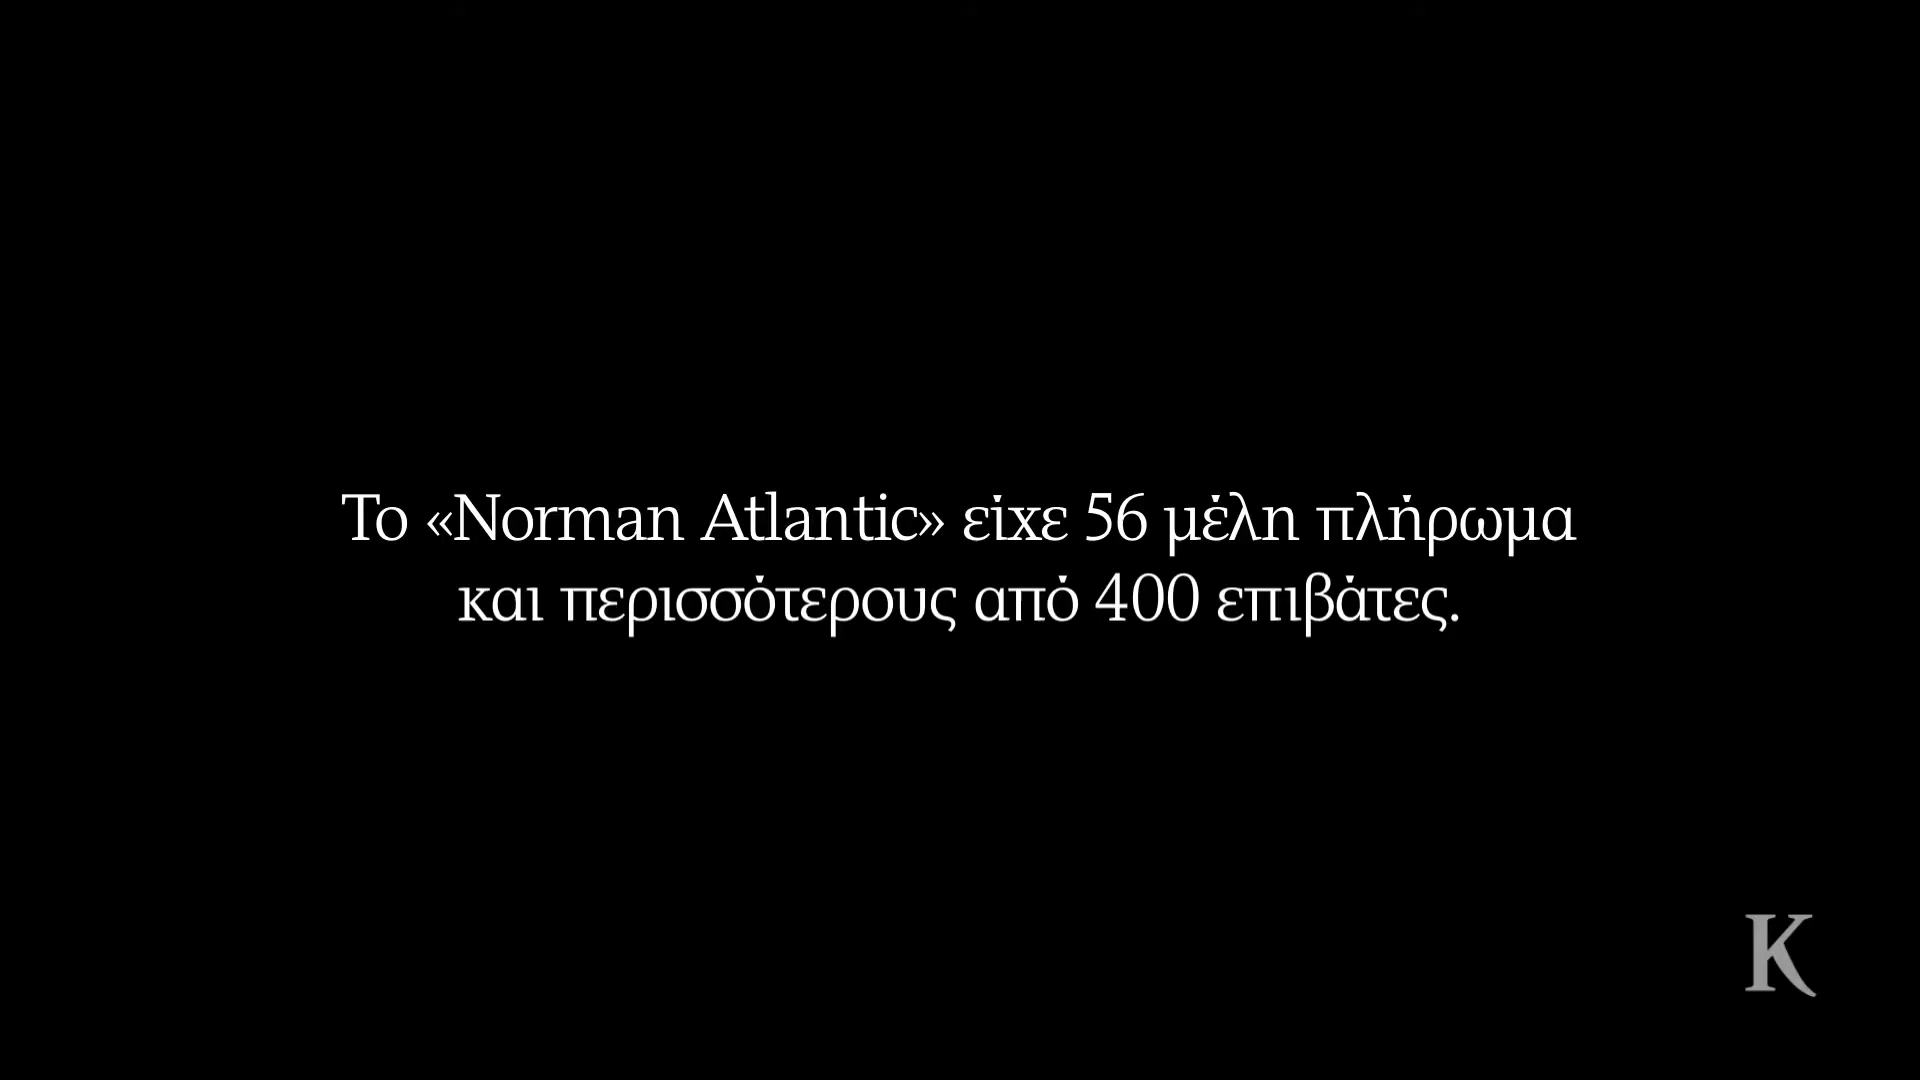 Το «Norman Atlantic» είχε 56 μέλη πλήρωμα
και περισσότερους από 400 επιβάτες.
K